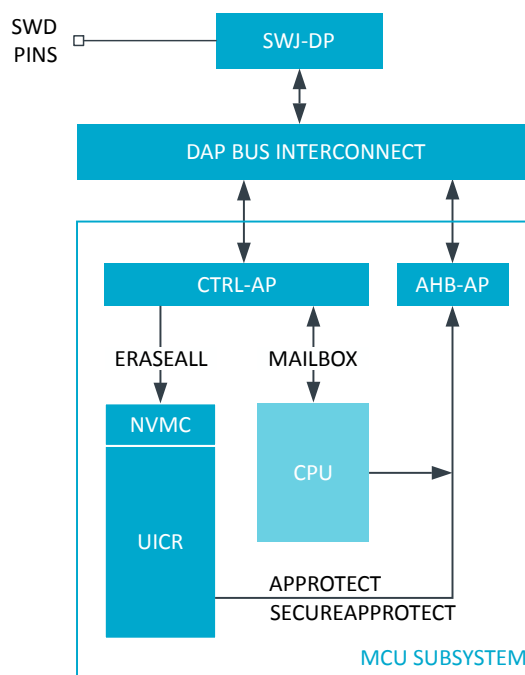 SWD
PINS
SWJ-DP
DAP BUS INTERCONNECT
CTRL-AP
AHB-AP
ERASEALL
MAILBOX
NVMC
CPU
UICR
APPROTECT
SECUREAPPROTECT
MCU SUBSYSTEM